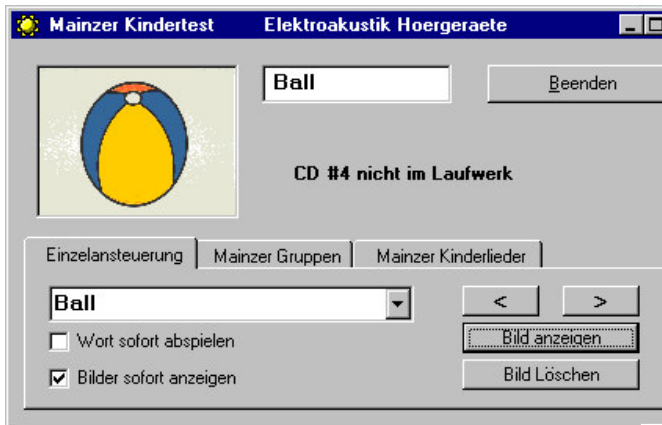 Mainzer Kindertest Elektroakustik Hoergeraete
Ball
Beenden
CD #4 nicht im Laufwerk
Einzelansteuerung Mainzer Gruppen Mainzer Kinderlieder
Ball
< >
Wort sofort abspielen
Bild anzeigen
Bilder sofort anzeigen
Bild Löschen